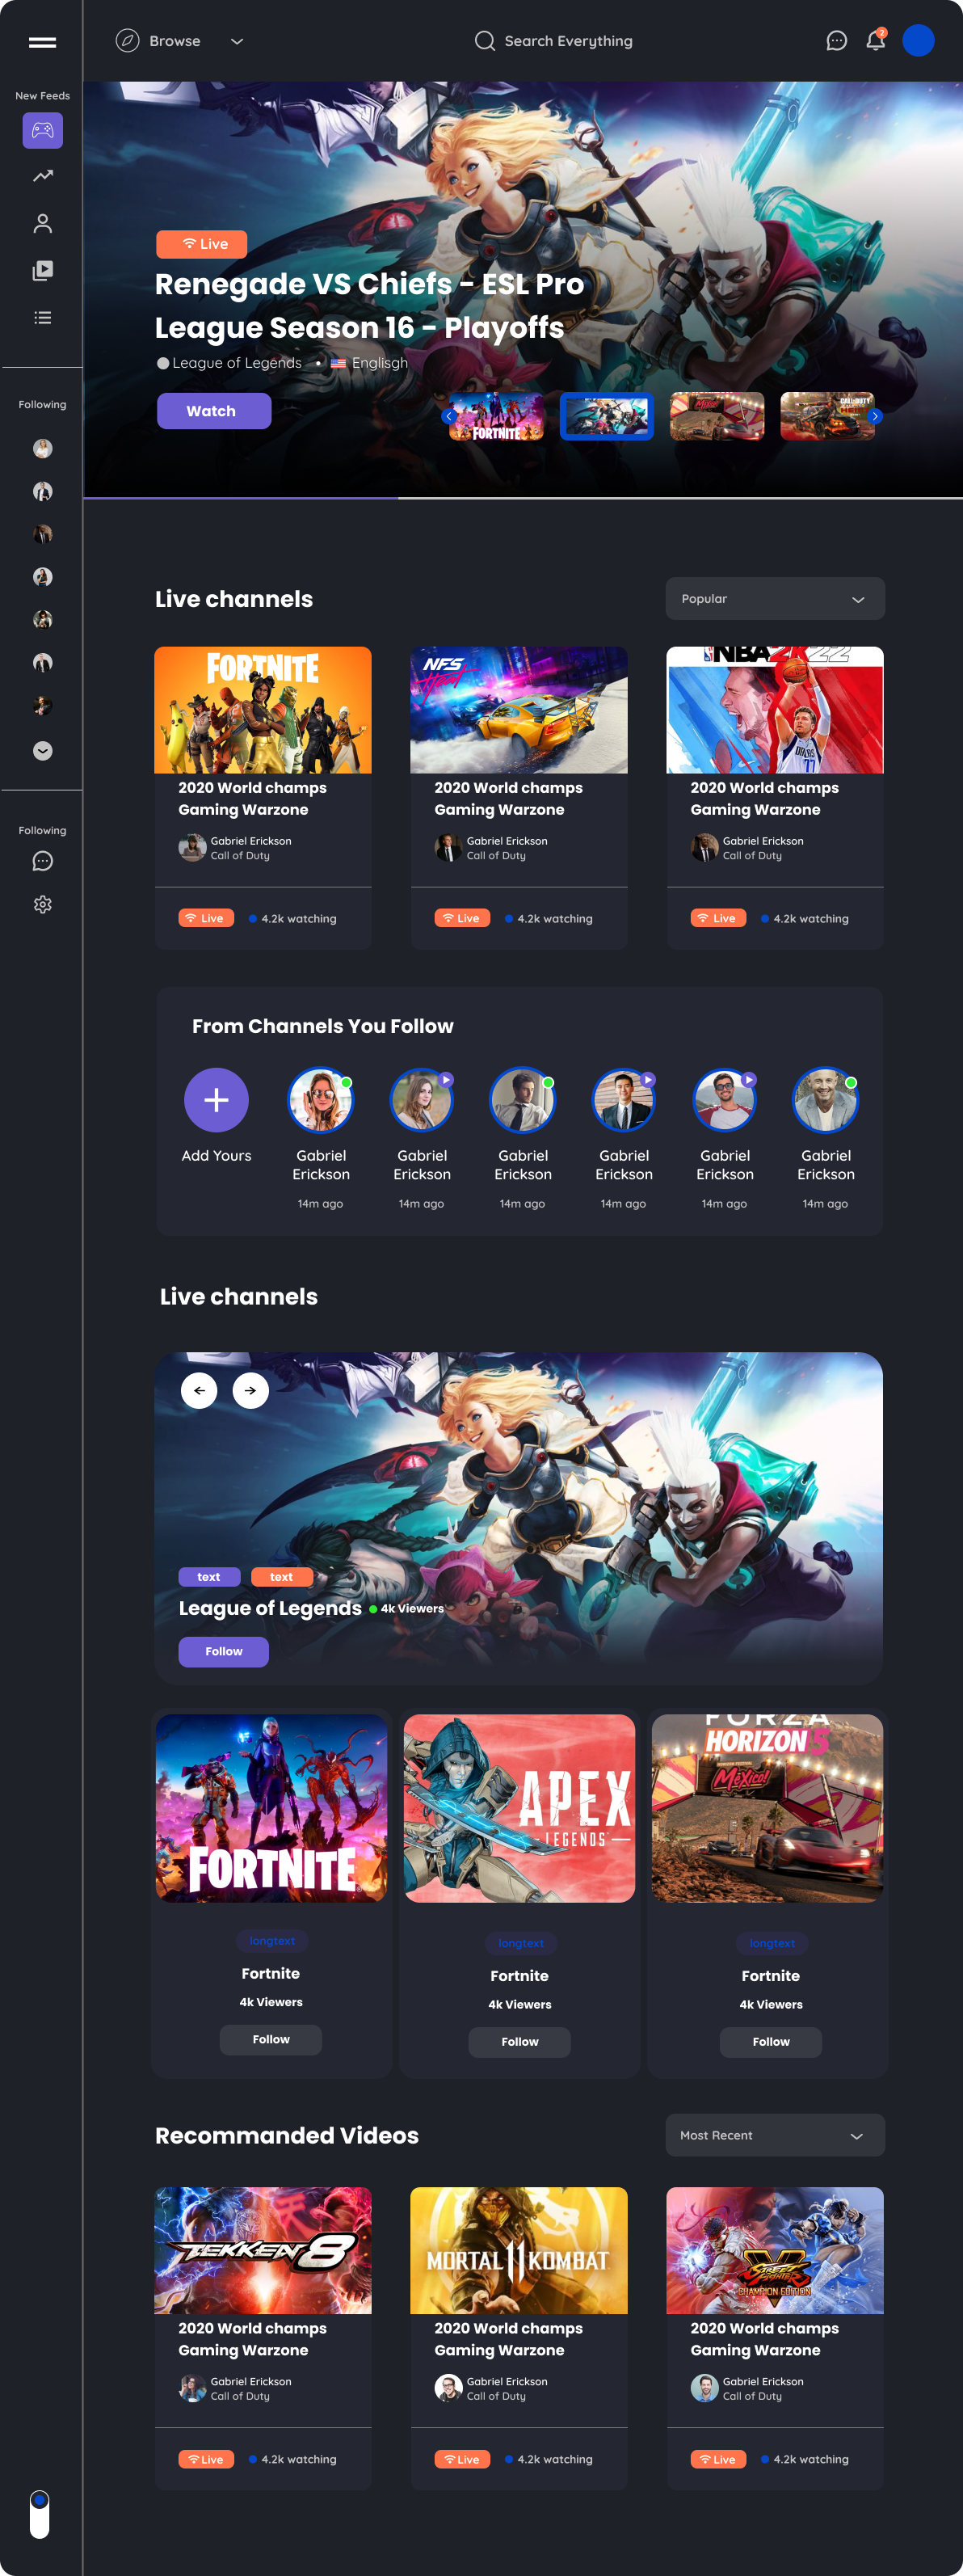 Browse
Search Everything
2
New Feeds
Live
Renegade VS Chiefs - ESL Pro
League Season 16 - Playoffs
League of Legends • Englisgh
Watch
FORTNITE
México!
CALL OF DUTY
Following
Live channels
Popular
FORTNITE
NFS
Heat
NBA 2K22
DALLAS
77
2020 World champs
Gaming Warzone
Gabriel Erickson
Call of Duty
Live
4.2k watching
2020 World champs
Gaming Warzone
Gabriel Erickson
Call of Duty
Live
4.2k watching
2020 World champs
Gaming Warzone
Gabriel Erickson
Call of Duty
Live
4.2k watching
Following
From Channels You Follow
Add Yours
Gabriel
Erickson
14m ago
Gabriel
Erickson
14m ago
Gabriel
Erickson
14m ago
Gabriel
Erickson
14m ago
Gabriel
Erickson
14m ago
Gabriel
Erickson
14m ago
Live channels
text
text
League of Legends
4k Viewers
Follow
FORTNITE
APEX
LEGENDS
FORZA
HORIZON 5
México!
longtext
Fortnite
4k Viewers
Follow
longtext
Fortnite
4k Viewers
Follow
longtext
Fortnite
4k Viewers
Follow
Recommanded Videos
Most Recent
TEKKEN 8
MORTAL 11 KOMBAT
V
STREET
FIGHTER
CHAMPION EDITION
2020 World champs
Gaming Warzone
Gabriel Erickson
Call of Duty
Live
4.2k watching
2020 World champs
Gaming Warzone
Gabriel Erickson
Call of Duty
Live
4.2k watching
2020 World champs
Gaming Warzone
Gabriel Erickson
Call of Duty
Live
4.2k watching